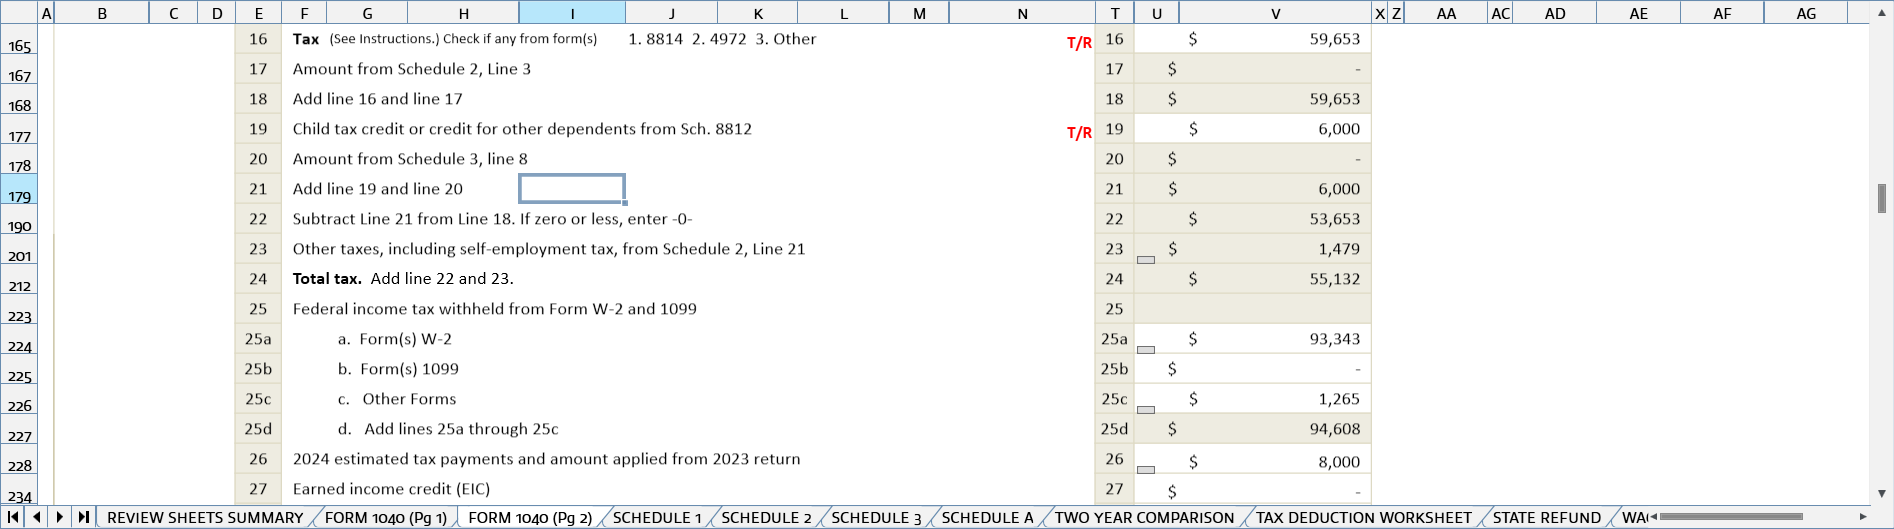 A B C D E F G H I J K L M N T U V X Z AA AC AD AE AF AG
165 16 Tax (See Instructions.) Check if any from form(s) 1. 8814 2. 4972 3. Other T/R 16 $ 59,653
167 17 Amount from Schedule 2, Line 3 17 $ -
168 18 Add line 16 and line 17 18 $ 59,653
177 19 Child tax credit or credit for other dependents from Sch. 8812 T/R 19 $ 6,000
178 20 Amount from Schedule 3, line 8 20 $ -
179 21 Add line 19 and line 20 21 $ 6,000
190 22 Subtract Line 21 from Line 18. If zero or less, enter -0- 22 $ 53,653
201 23 Other taxes, including self-employment tax, from Schedule 2, Line 21 23 $ 1,479
212 24 Total tax. Add line 22 and 23. 24 $ 55,132
223 25 Federal income tax withheld from Form W-2 and 1099 25
224 25a a. Form(s) W-2 25a $ 93,343
225 25b b. Form(s) 1099 25b $ -
226 25c c. Other Forms 25c $ 1,265
227 25d d. Add lines 25a through 25c 25d $ 94,608
228 26 2024 estimated tax payments and amount applied from 2023 return 26 $ 8,000
234 27 Earned income credit (EIC) 27 $ -
REVIEW SHEETS SUMMARY FORM 1040 (Pg 1) FORM 1040 (Pg 2) SCHEDULE 1 SCHEDULE 2 SCHEDULE 3 SCHEDULE A TWO YEAR COMPARISON TAX DEDUCTION WORKSHEET STATE REFUND WA